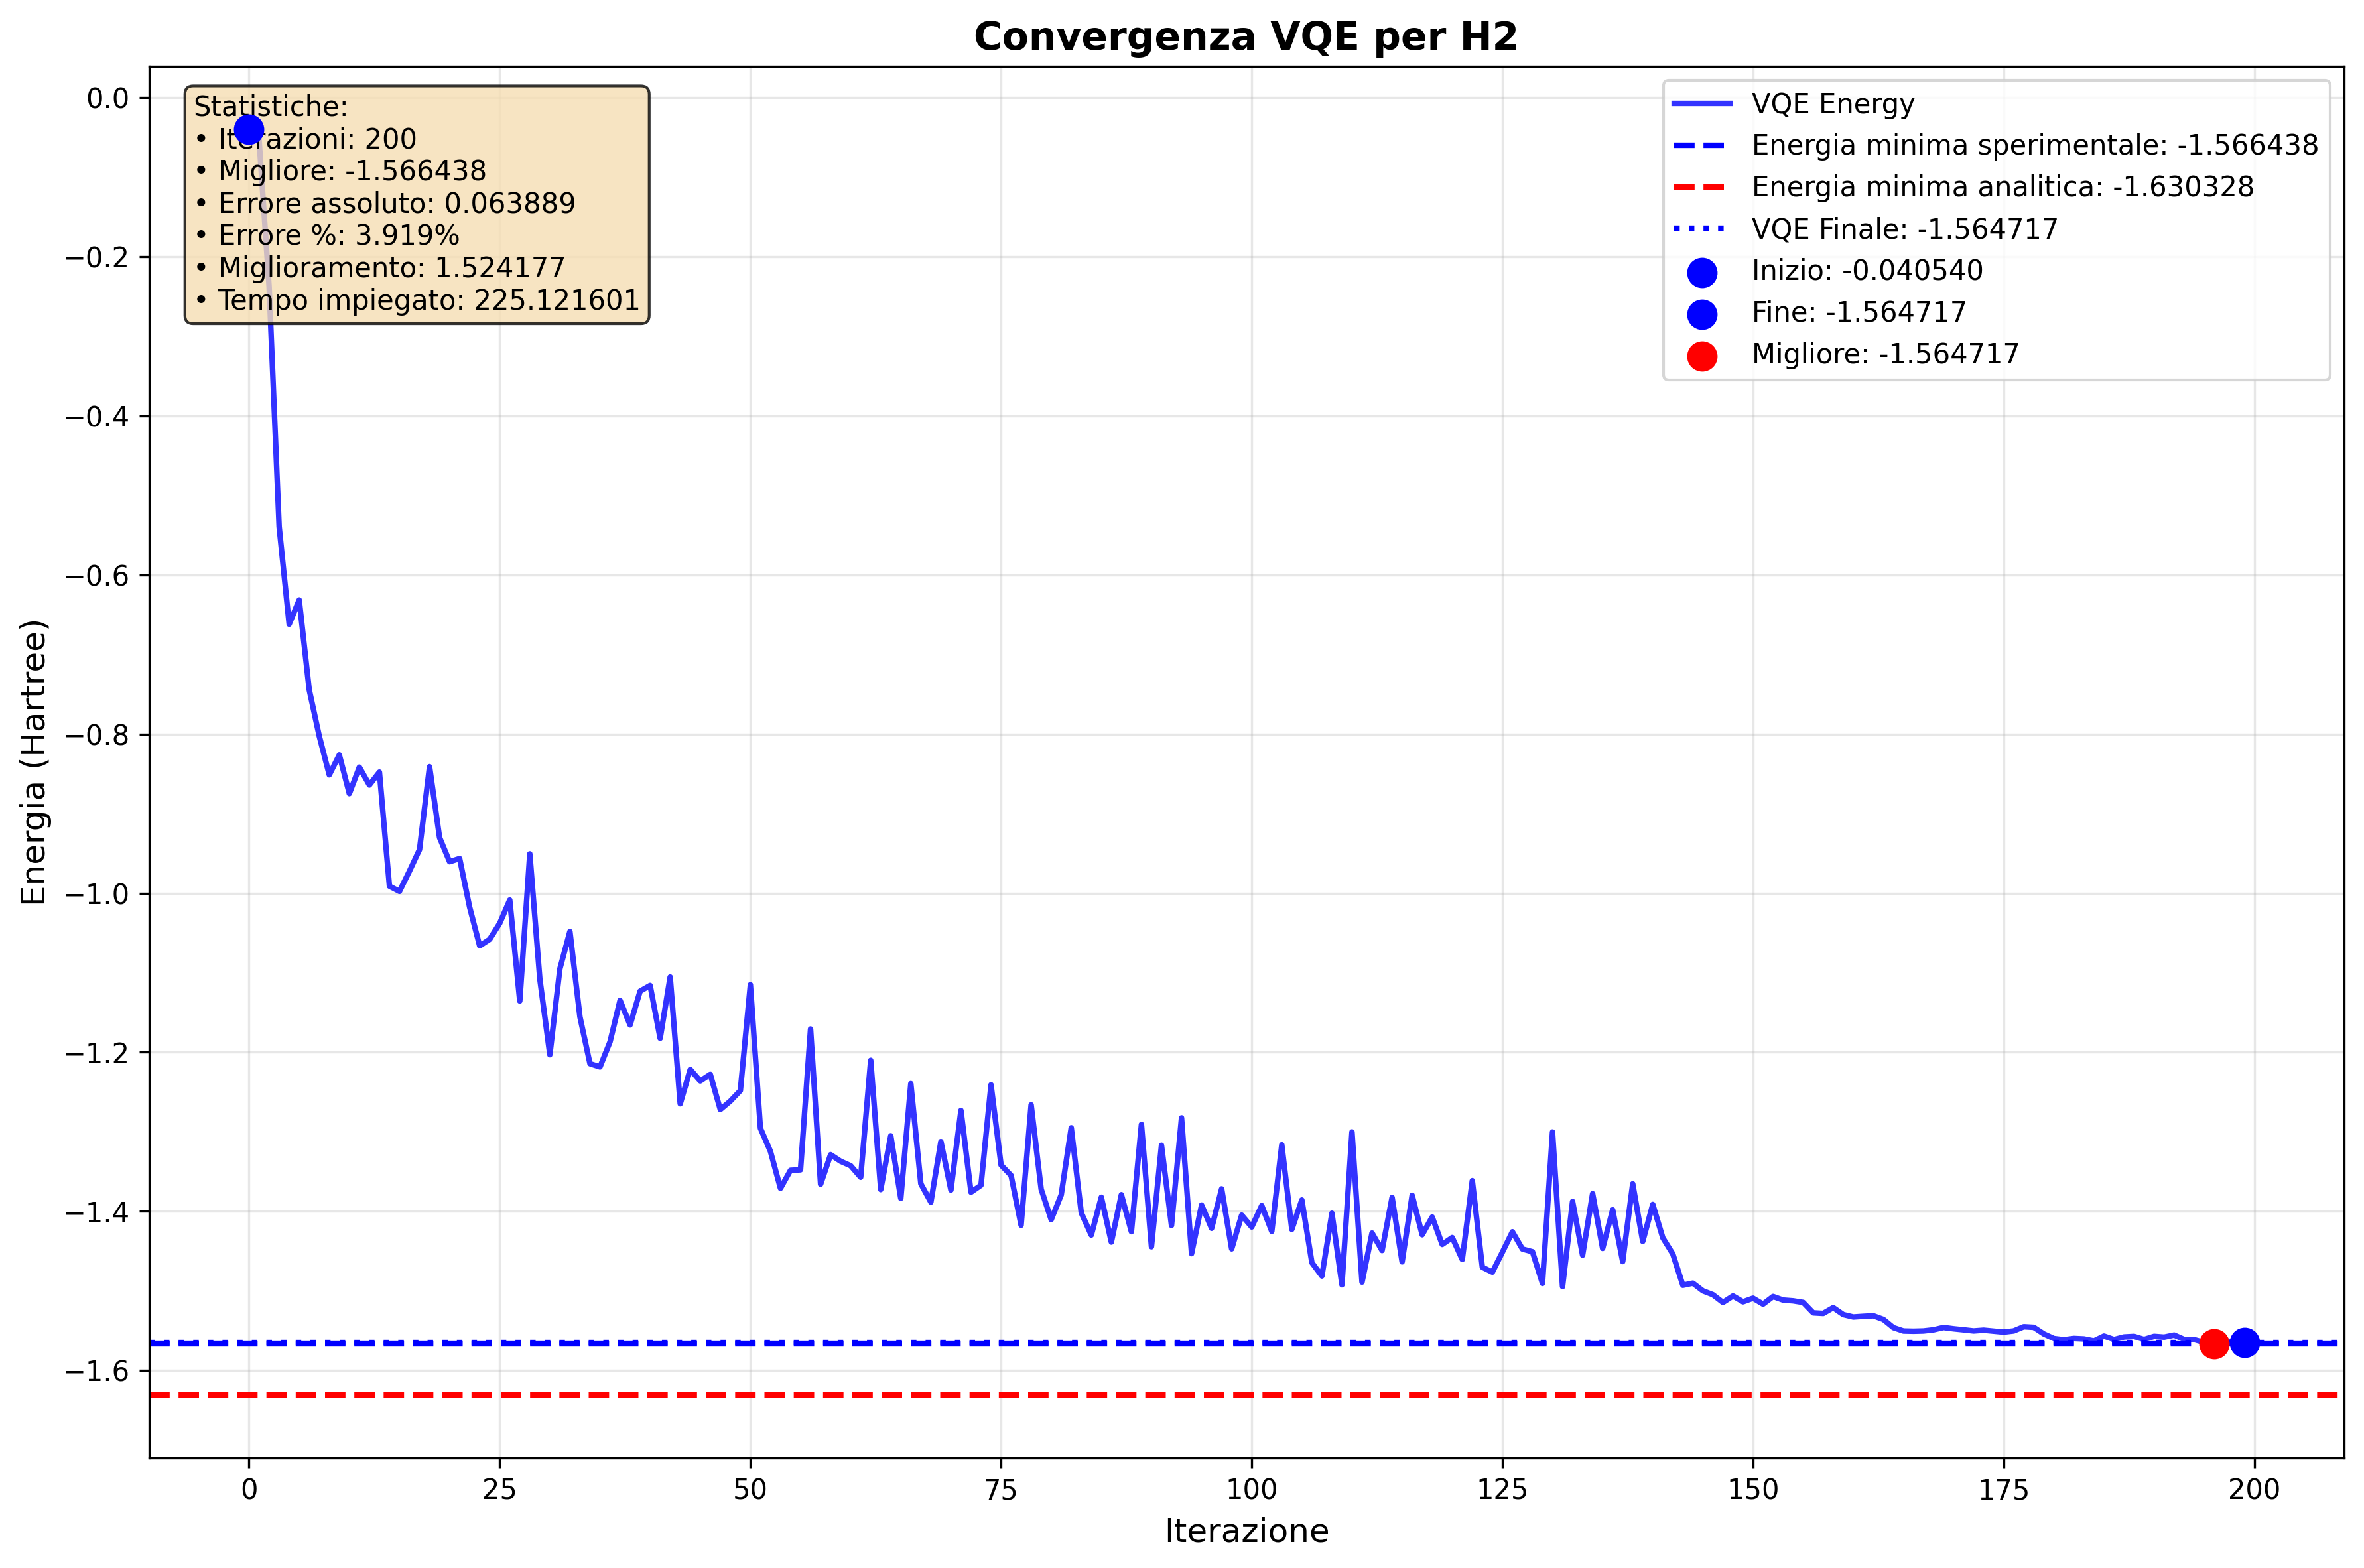 Convergenza VQE per H2
Statistiche:
• Iterazioni: 200
• Migliore: -1.566438
• Errore assoluto: 0.063889
• Errore %: 3.919%
• Miglioramento: 1.524177
• Tempo impiegato: 225.121601
VQE Energy
Energia minima sperimentale: -1.566438
Energia minima analitica: -1.630328
VQE Finale: -1.564717
Inizio: -0.040540
Fine: -1.564717
Migliore: -1.564717
Energia (Hartree)
0.0
−0.2
−0.4
−0.6
−0.8
−1.0
−1.2
−1.4
−1.6
0 25 50 75 100 125 150 175 200
Iterazione